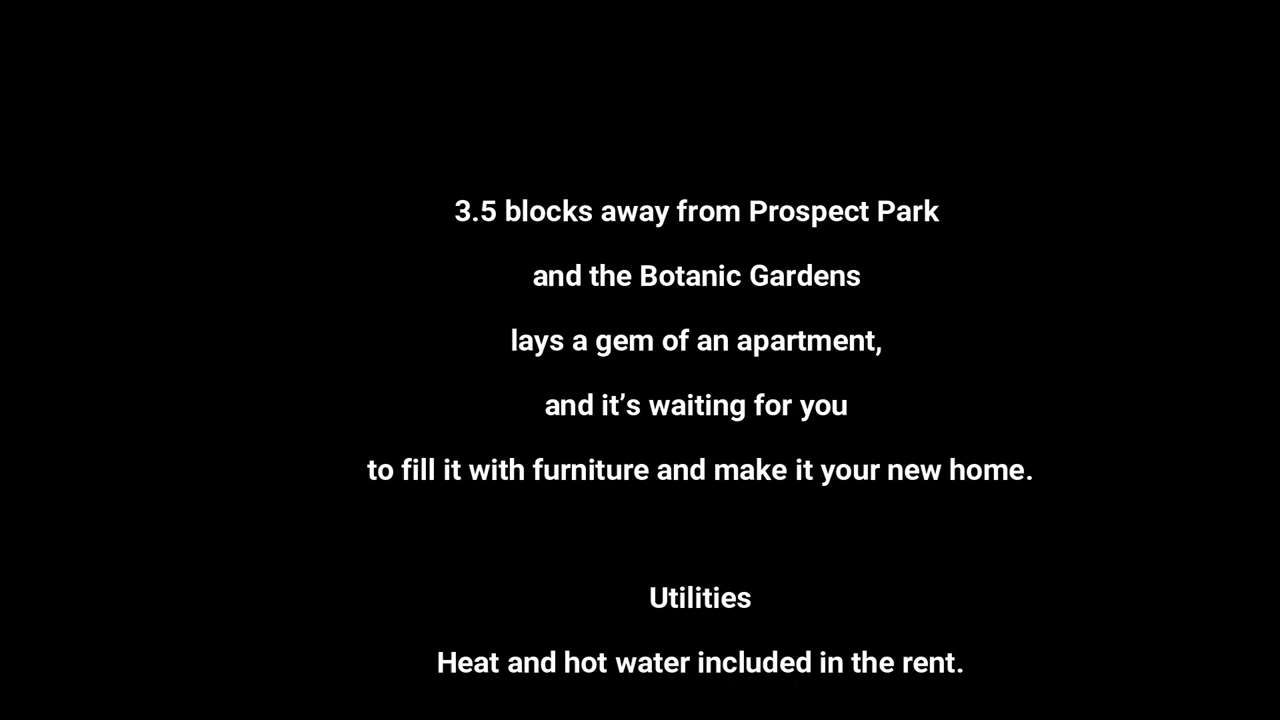 3.5 blocks away from Prospect Park
and the Botanic Gardens
lays a gem of an apartment,
and it’s waiting for you
to fill it with furniture and make it your new home.
Utilities
Heat and hot water included in the rent.